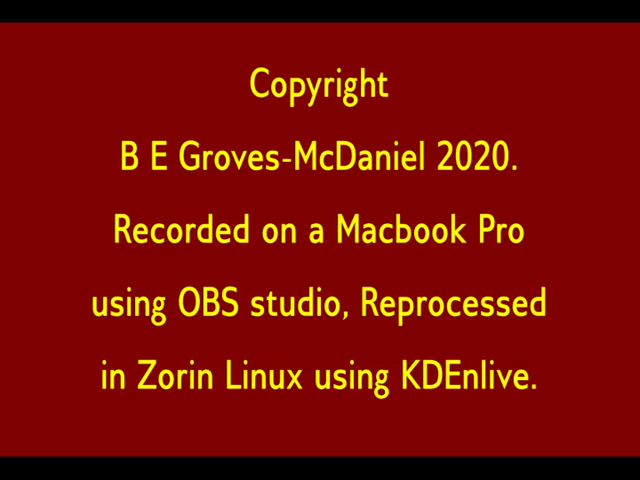 Copyright
B E Groves-McDaniel 2020.
Recorded on a Macbook Pro
using OBS studio, Reprocessed
in Zorin Linux using KDEnlive.